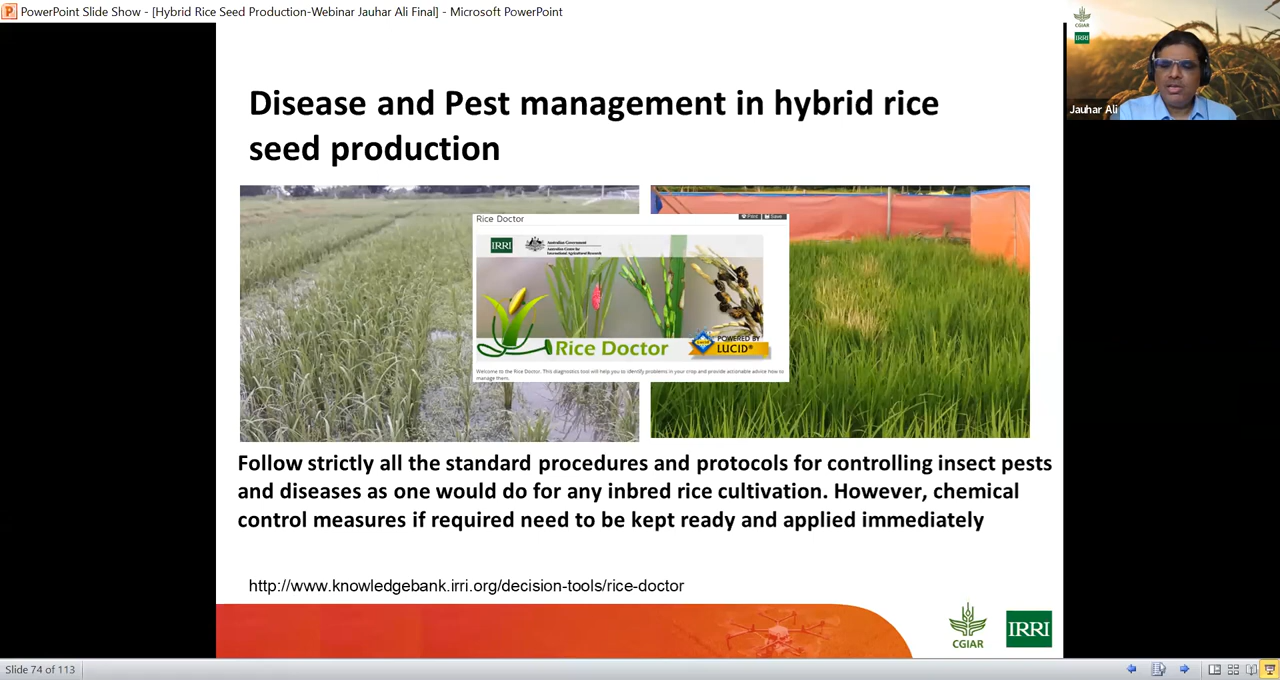 PowerPoint Slide Show - [Hybrid Rice Seed Production-Webinar Jauhar Ali Final] - Microsoft PowerPoint
CGIAR
IRRI
Jauhar Ali
Disease and Pest management in hybrid rice
seed production
Rice Doctor
Print
Save
IRRI
Australian Government
Australian Centre for
International Agricultural Research
Rice Doctor
POWERED BY
LUCID®
Welcome to the Rice Doctor. This diagnostics tool will help you to identify problems in your crop and provide actionable advice how to
manage them.
Follow strictly all the standard procedures and protocols for controlling insect pests
and diseases as one would do for any inbred rice cultivation. However, chemical
control measures if required need to be kept ready and applied immediately
http://www.knowledgebank.irri.org/decision-tools/rice-doctor
CGIAR
IRRI
Slide 74 of 113